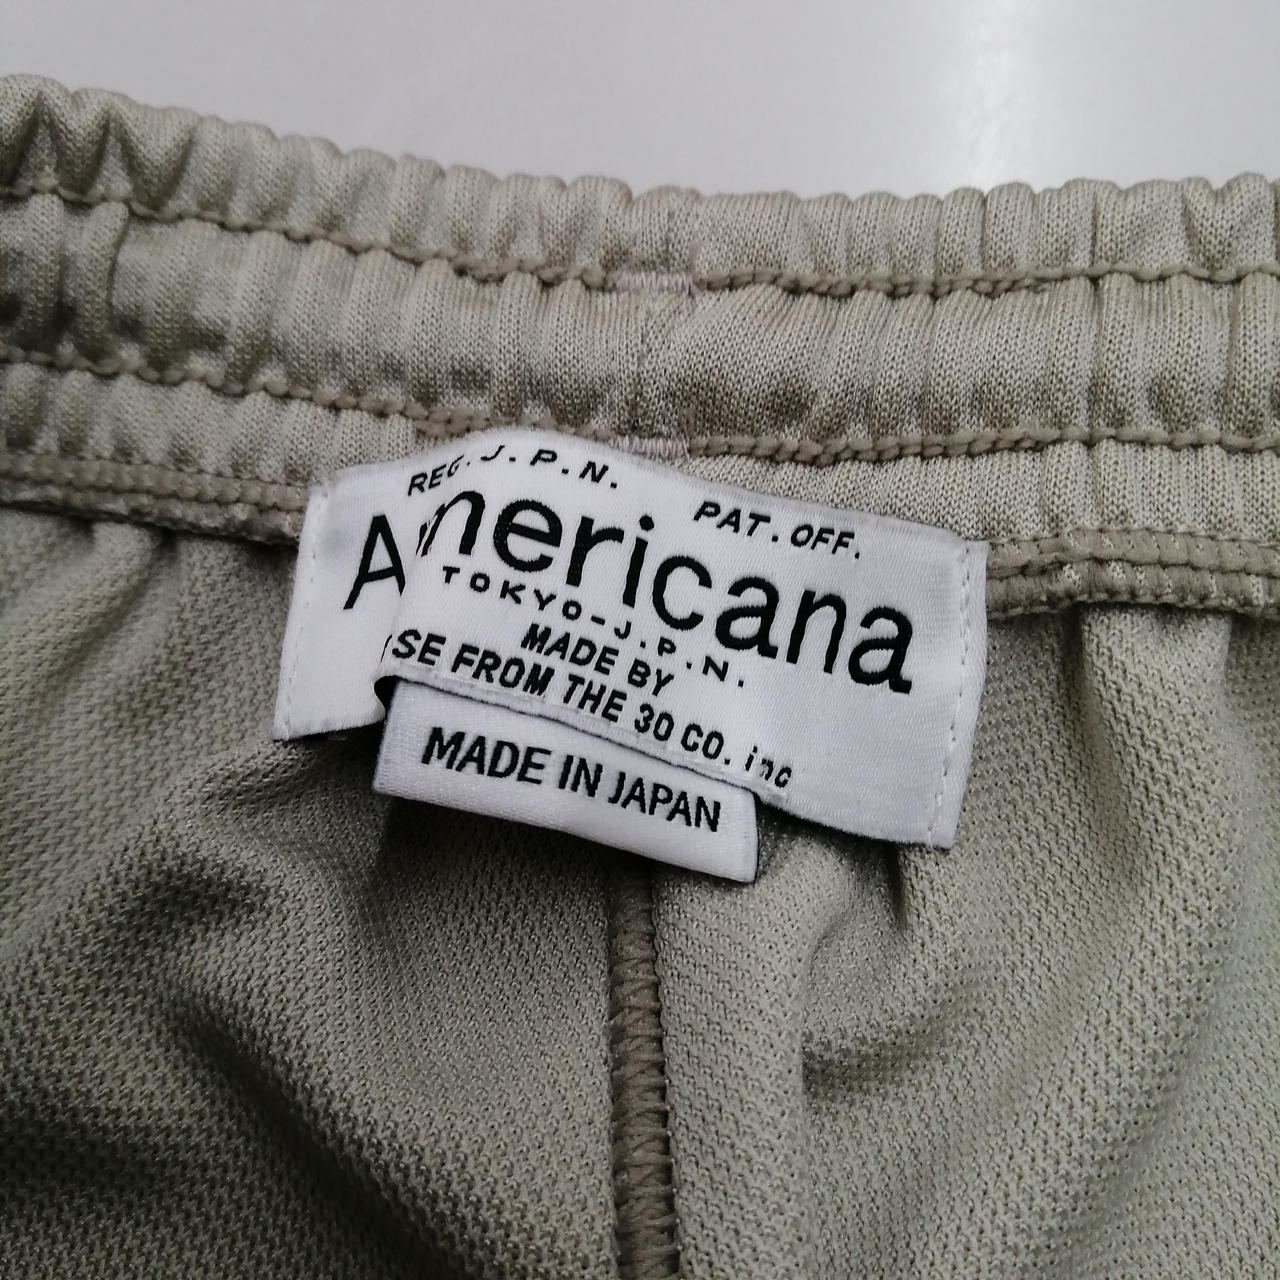 REG.J.P.N.
PAT.OFF.
Americana
TOKYO-J.P.N.
MADE BY
SE FROM THE 30 CO. inc
MADE IN JAPAN